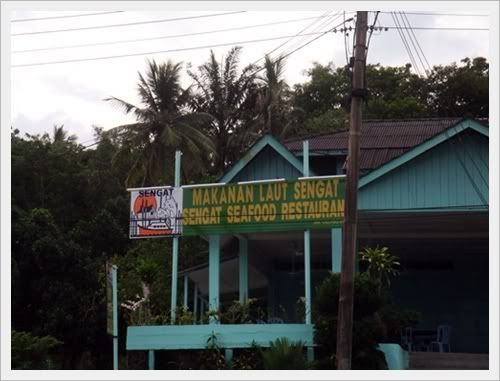 SENGAT
MAKANAN LAUT SENGAT
SENGAT SEAFOOD RESTAURAN